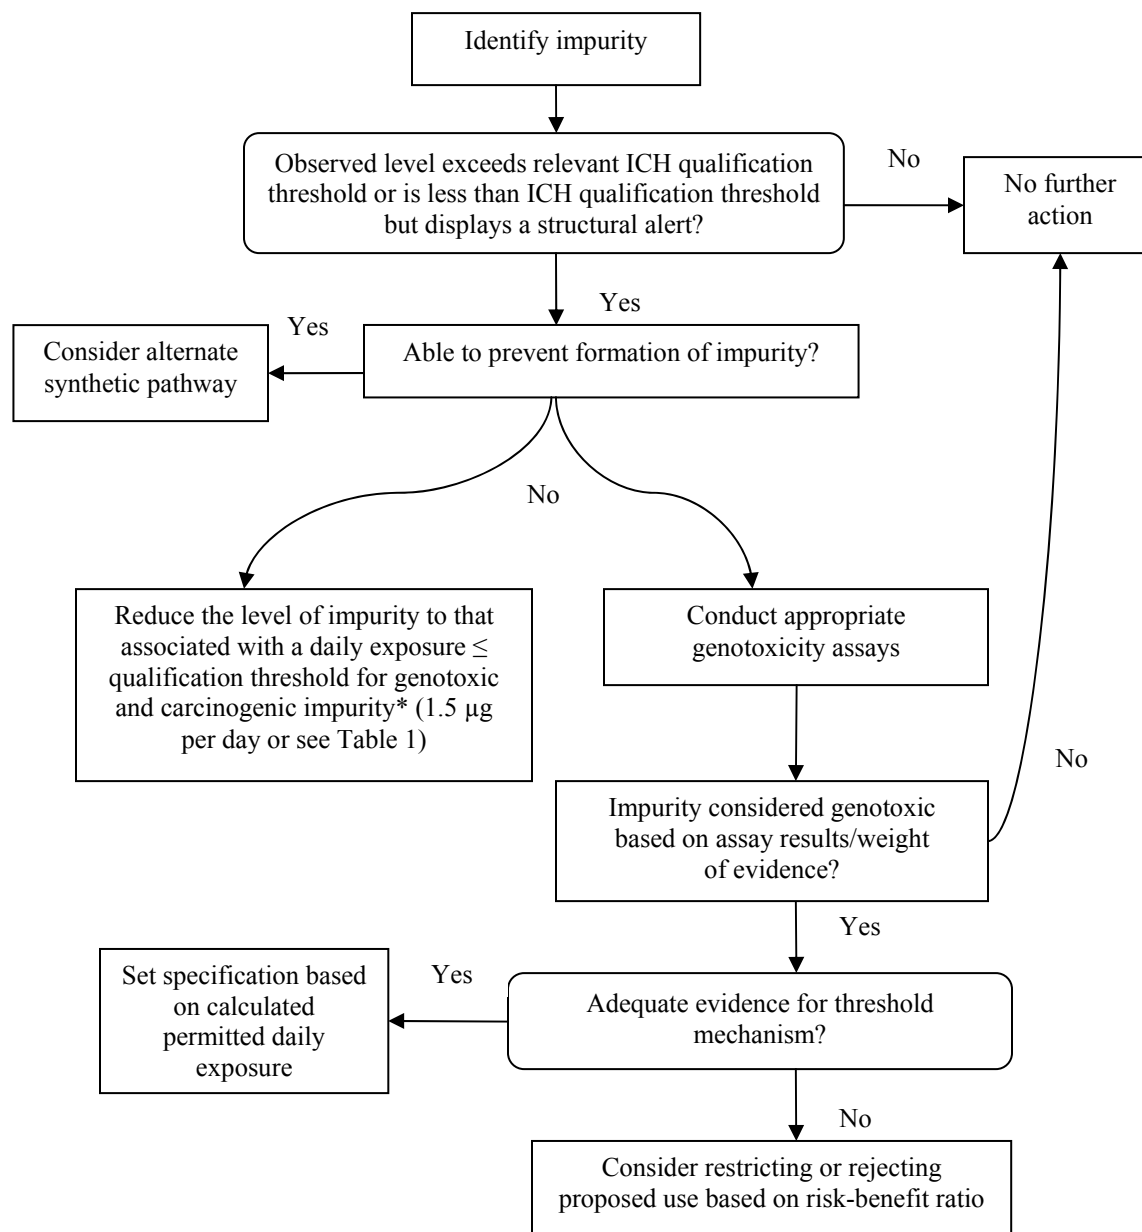 Identify impurity
Observed level exceeds relevant ICH qualification
threshold or is less than ICH qualification threshold
but displays a structural alert?
No
No further
action
Yes
Yes
Consider alternate
synthetic pathway
Able to prevent formation of impurity?
No
Reduce the level of impurity to that
associated with a daily exposure ≤
qualification threshold for genotoxic
and carcinogenic impurity* (1.5 µg
per day or see Table 1)
Conduct appropriate
genotoxicity assays
No
Impurity considered genotoxic
based on assay results/weight
of evidence?
Yes
Set specification based
on calculated
permitted daily
exposure
Yes
Adequate evidence for threshold
mechanism?
No
Consider restricting or rejecting
proposed use based on risk-benefit ratio